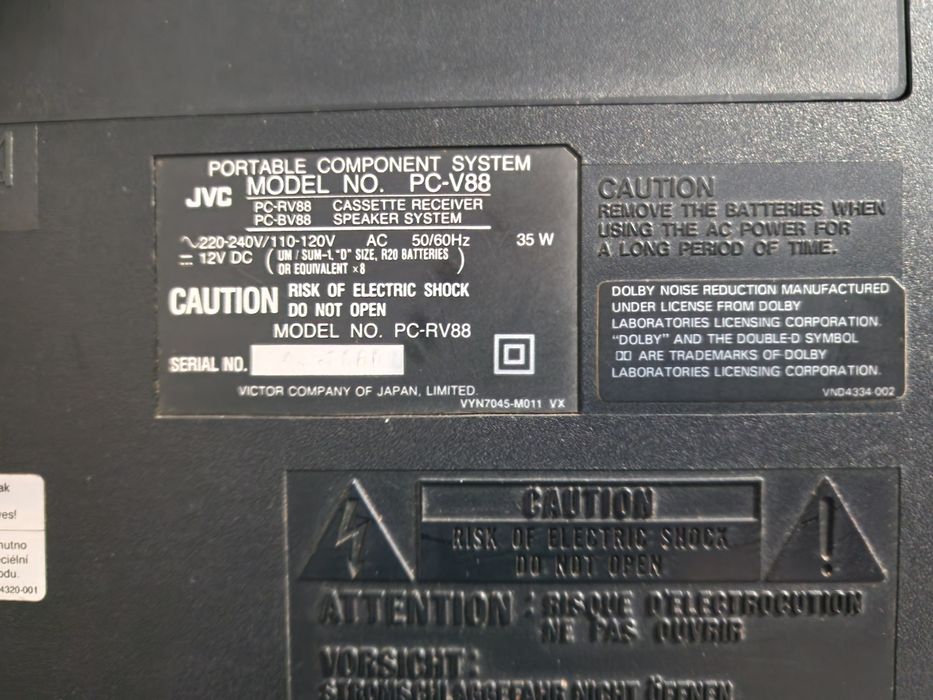 PORTABLE COMPONENT SYSTEM
JVC MODEL NO. PC-V88
PC-RV88 CASSETTE RECEIVER
PC-BV88 SPEAKER SYSTEM
∿220-240V/110-120V AC 50/60Hz 35 W
⎓ 12V DC (UM/SUM-1, "D" SIZE, R20 BATTERIES
OR EQUIVALENT ×8)
CAUTION RISK OF ELECTRIC SHOCK
DO NOT OPEN
MODEL NO. PC-RV88
SERIAL NO.
VICTOR COMPANY OF JAPAN, LIMITED
VYN7045-M011 VX
CAUTION
REMOVE THE BATTERIES WHEN
USING THE AC POWER FOR
A LONG PERIOD OF TIME.
DOLBY NOISE REDUCTION MANUFACTURED
UNDER LICENSE FROM DOLBY
LABORATORIES LICENSING CORPORATION.
"DOLBY" AND THE DOUBLE-D SYMBOL
ARE TRADEMARKS OF DOLBY
LABORATORIES LICENSING CORPORATION.
VND4334-002
CAUTION
RISK OF ELECTRIC SHOCK
DO NOT OPEN
ATTENTION : RISQUE D'ELECTROCUTION
NE PAS OUVRIR
VORSICHT :
STROMSCHLAGGEFAHR NICHT ÖFFNEN
4320-001